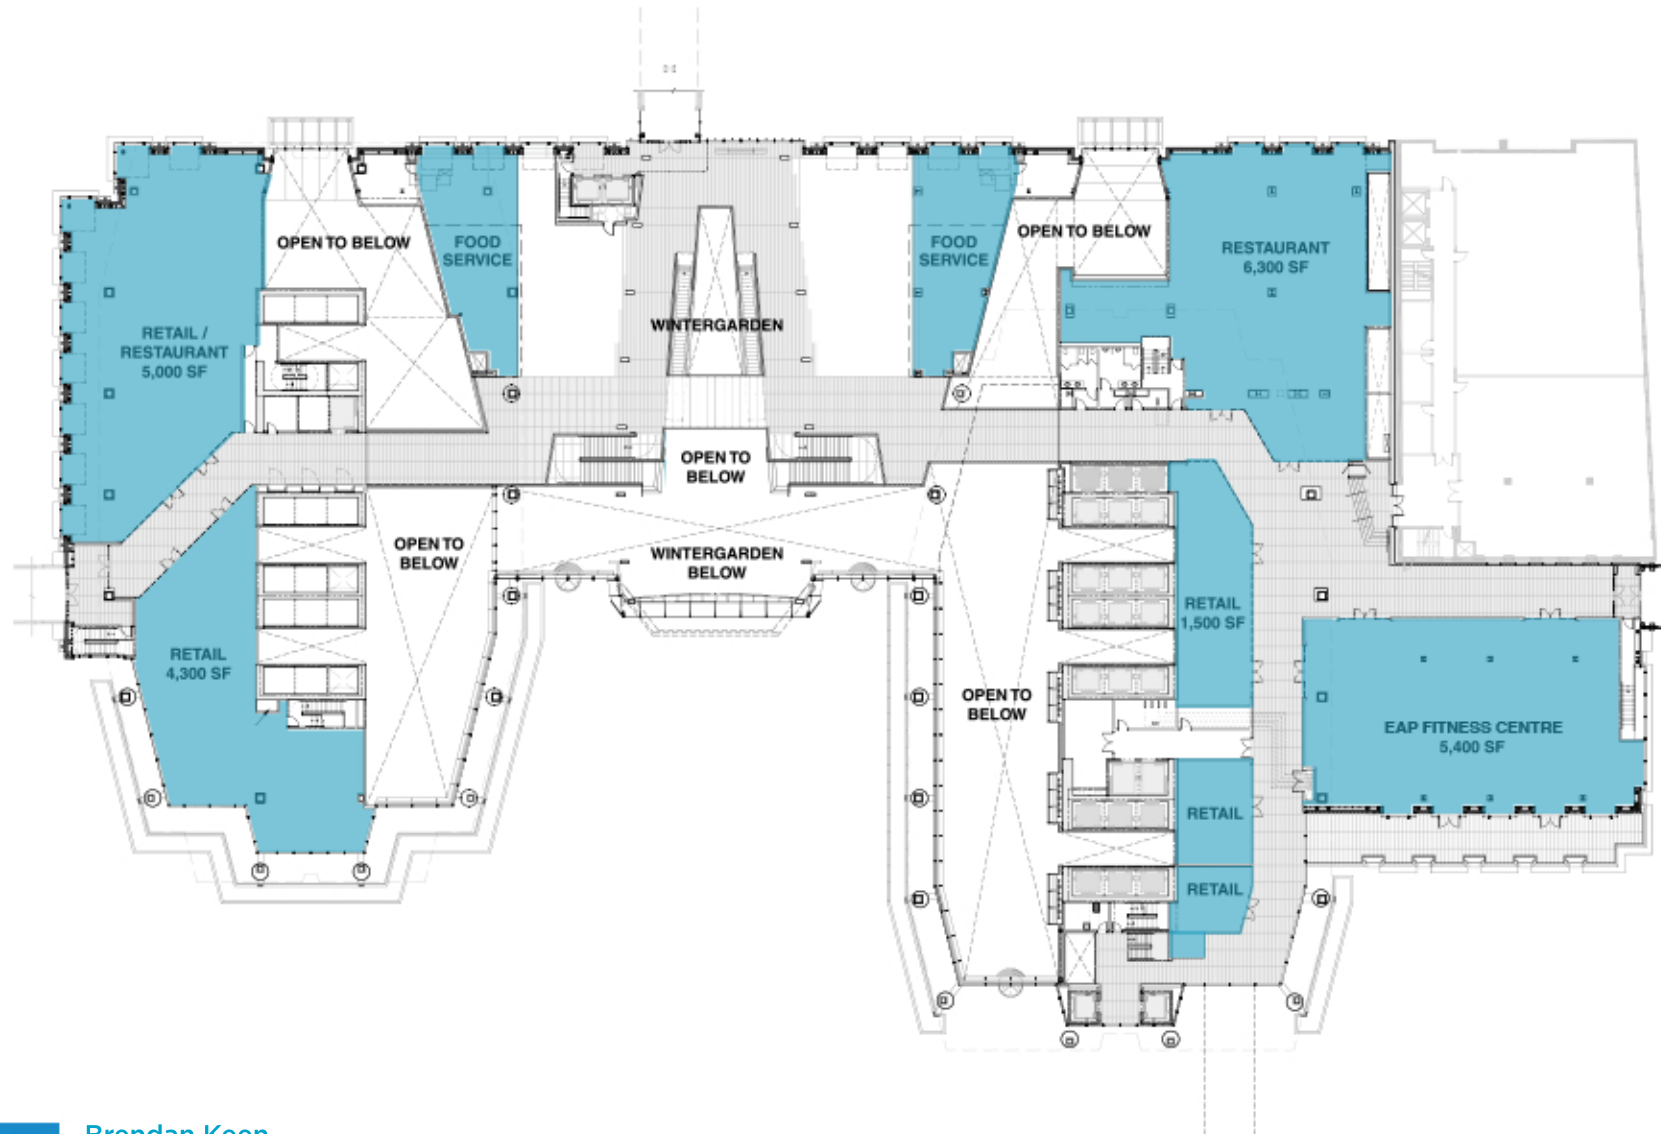 OPEN TO BELOW
FOOD
SERVICE
FOOD
SERVICE
OPEN TO BELOW
RESTAURANT
6,300 SF
RETAIL /
RESTAURANT
5,000 SF
WINTERGARDEN
OPEN TO
BELOW
OPEN TO
BELOW
WINTERGARDEN
BELOW
RETAIL
1,500 SF
RETAIL
4,300 SF
OPEN TO
BELOW
EAP FITNESS CENTRE
5,400 SF
RETAIL
RETAIL
Brendan Keen